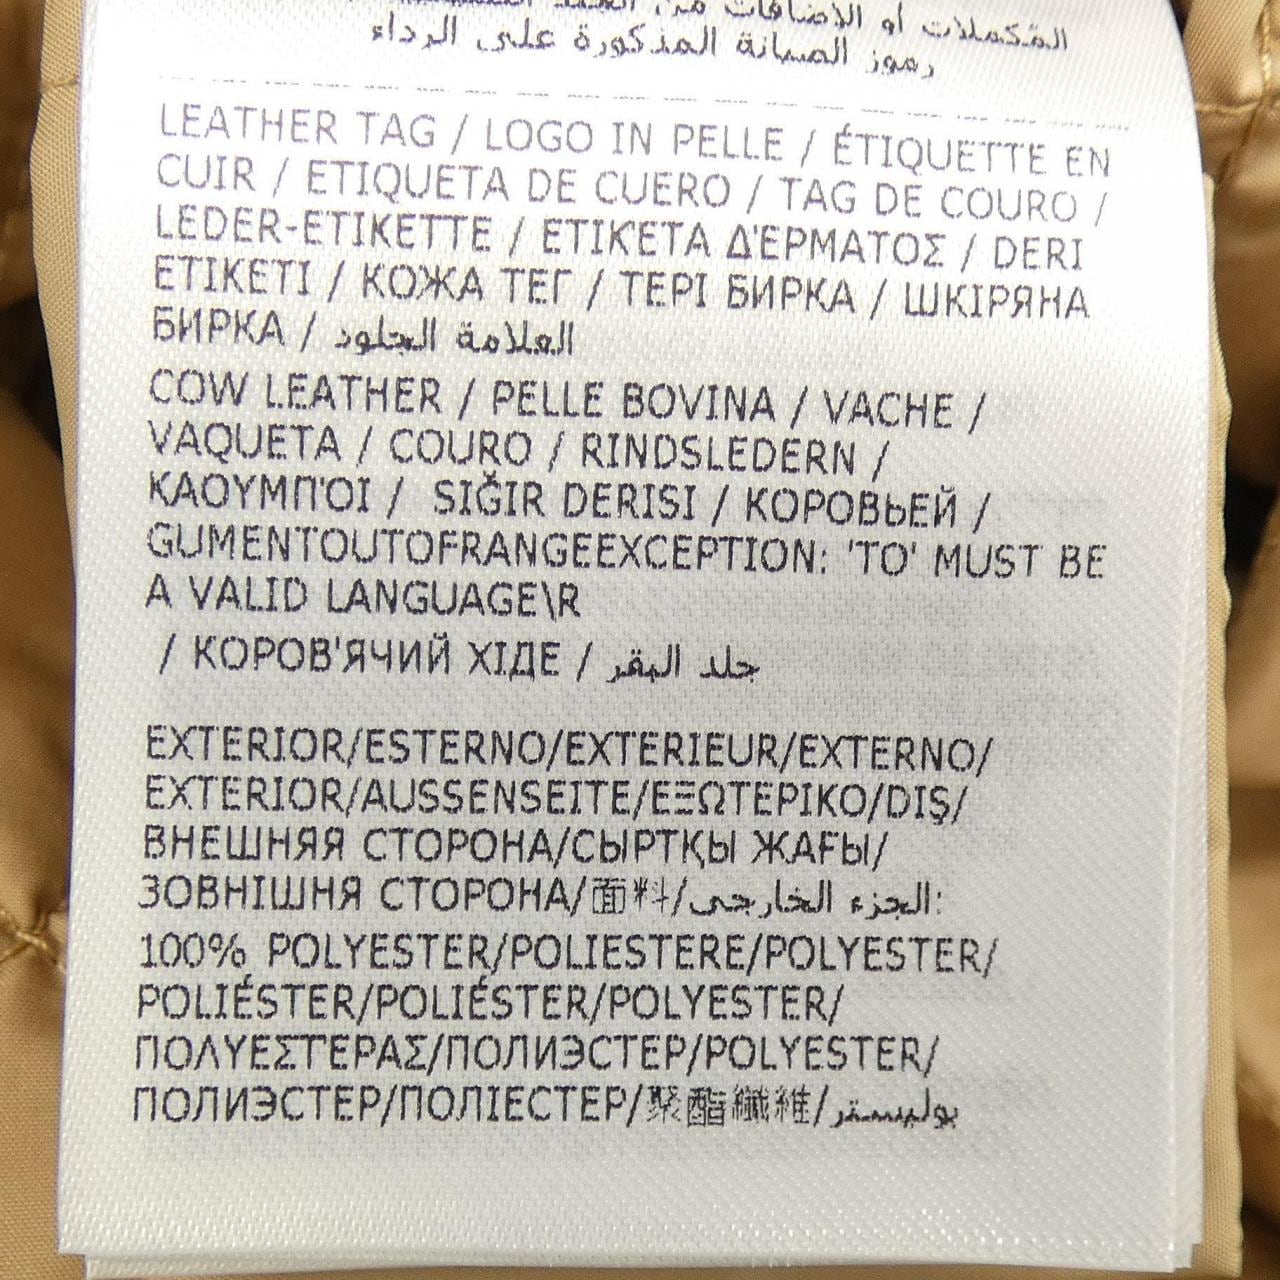 المكملات أو الإضافات من
رموز الصيانة المذكورة على الرداء
LEATHER TAG / LOGO IN PELLE / ÉTIQUETTE EN
CUIR / ETIQUETA DE CUERO / TAG DE COURO /
LEDER-ETIKETTE / ΕΤΙΚΈΤΑ Δ'ΕΡΜΑΤΟΣ / DERI
ETIKETI / КОЖА ТЕГ / ТЕРІ БИРКА / ШКІРЯНА
БИРКА / العلامة الجلود
COW LEATHER / PELLE BOVINA / VACHE /
VAQUETA / COURO / RINDSLEDERN /
ΚΑΟΥΜΠ'ΟΙ / SIĞIR DERISI / КОРОВЬЕЙ /
GUMENTOUTOFRANGEEXCEPTION: 'TO' MUST BE
A VALID LANGUAGE\R
/ КОРОВ'ЯЧИЙ ХІДЕ / جلد البقر
EXTERIOR/ESTERNO/EXTERIEUR/EXTERNO/
EXTERIOR/AUSSENSEITE/ΕΞΩΤΕΡΙΚΟ/DIŞ/
ВНЕШНЯЯ СТОРОНА/СЫРТҚЫ ЖАҒЫ/
ЗОВНІШНЯ СТОРОНА/面料/الجزء الخارجي:
100% POLYESTER/POLIESTERE/POLYESTER/
POLIÉSTER/POLIÉSTER/POLYESTER/
ΠΟΛΥΕΣΤΕΡΑΣ/ПОЛИЭСТЕР/POLYESTER/
ПОЛИЭСТЕР/ПОЛІЕСТЕР/聚酯纖維/بوليستر